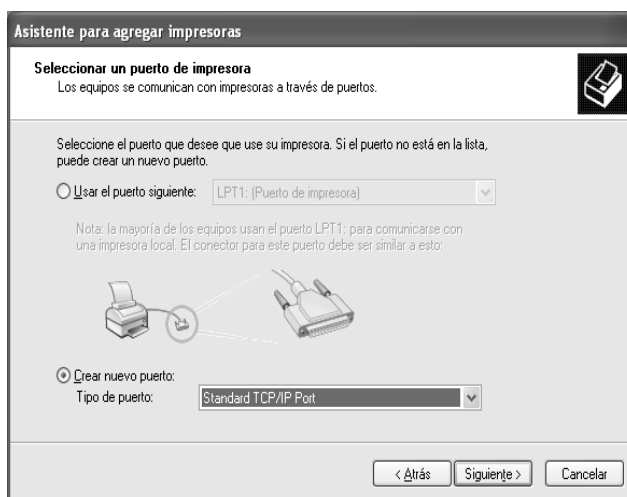 Asistente para agregar impresoras
Seleccionar un puerto de impresora
Los equipos se comunican con impresoras a través de puertos.
Seleccione el puerto que desee que use su impresora. Si el puerto no está en la lista,
puede crear un nuevo puerto.
Usar el puerto siguiente: LPT1: (Puerto de impresora)
Nota: la mayoría de los equipos usan el puerto LPT1: para comunicarse con
una impresora local. El conector para este puerto debe ser similar a esto:
Crear nuevo puerto:
Tipo de puerto: Standard TCP/IP Port
< Atrás Siguiente > Cancelar